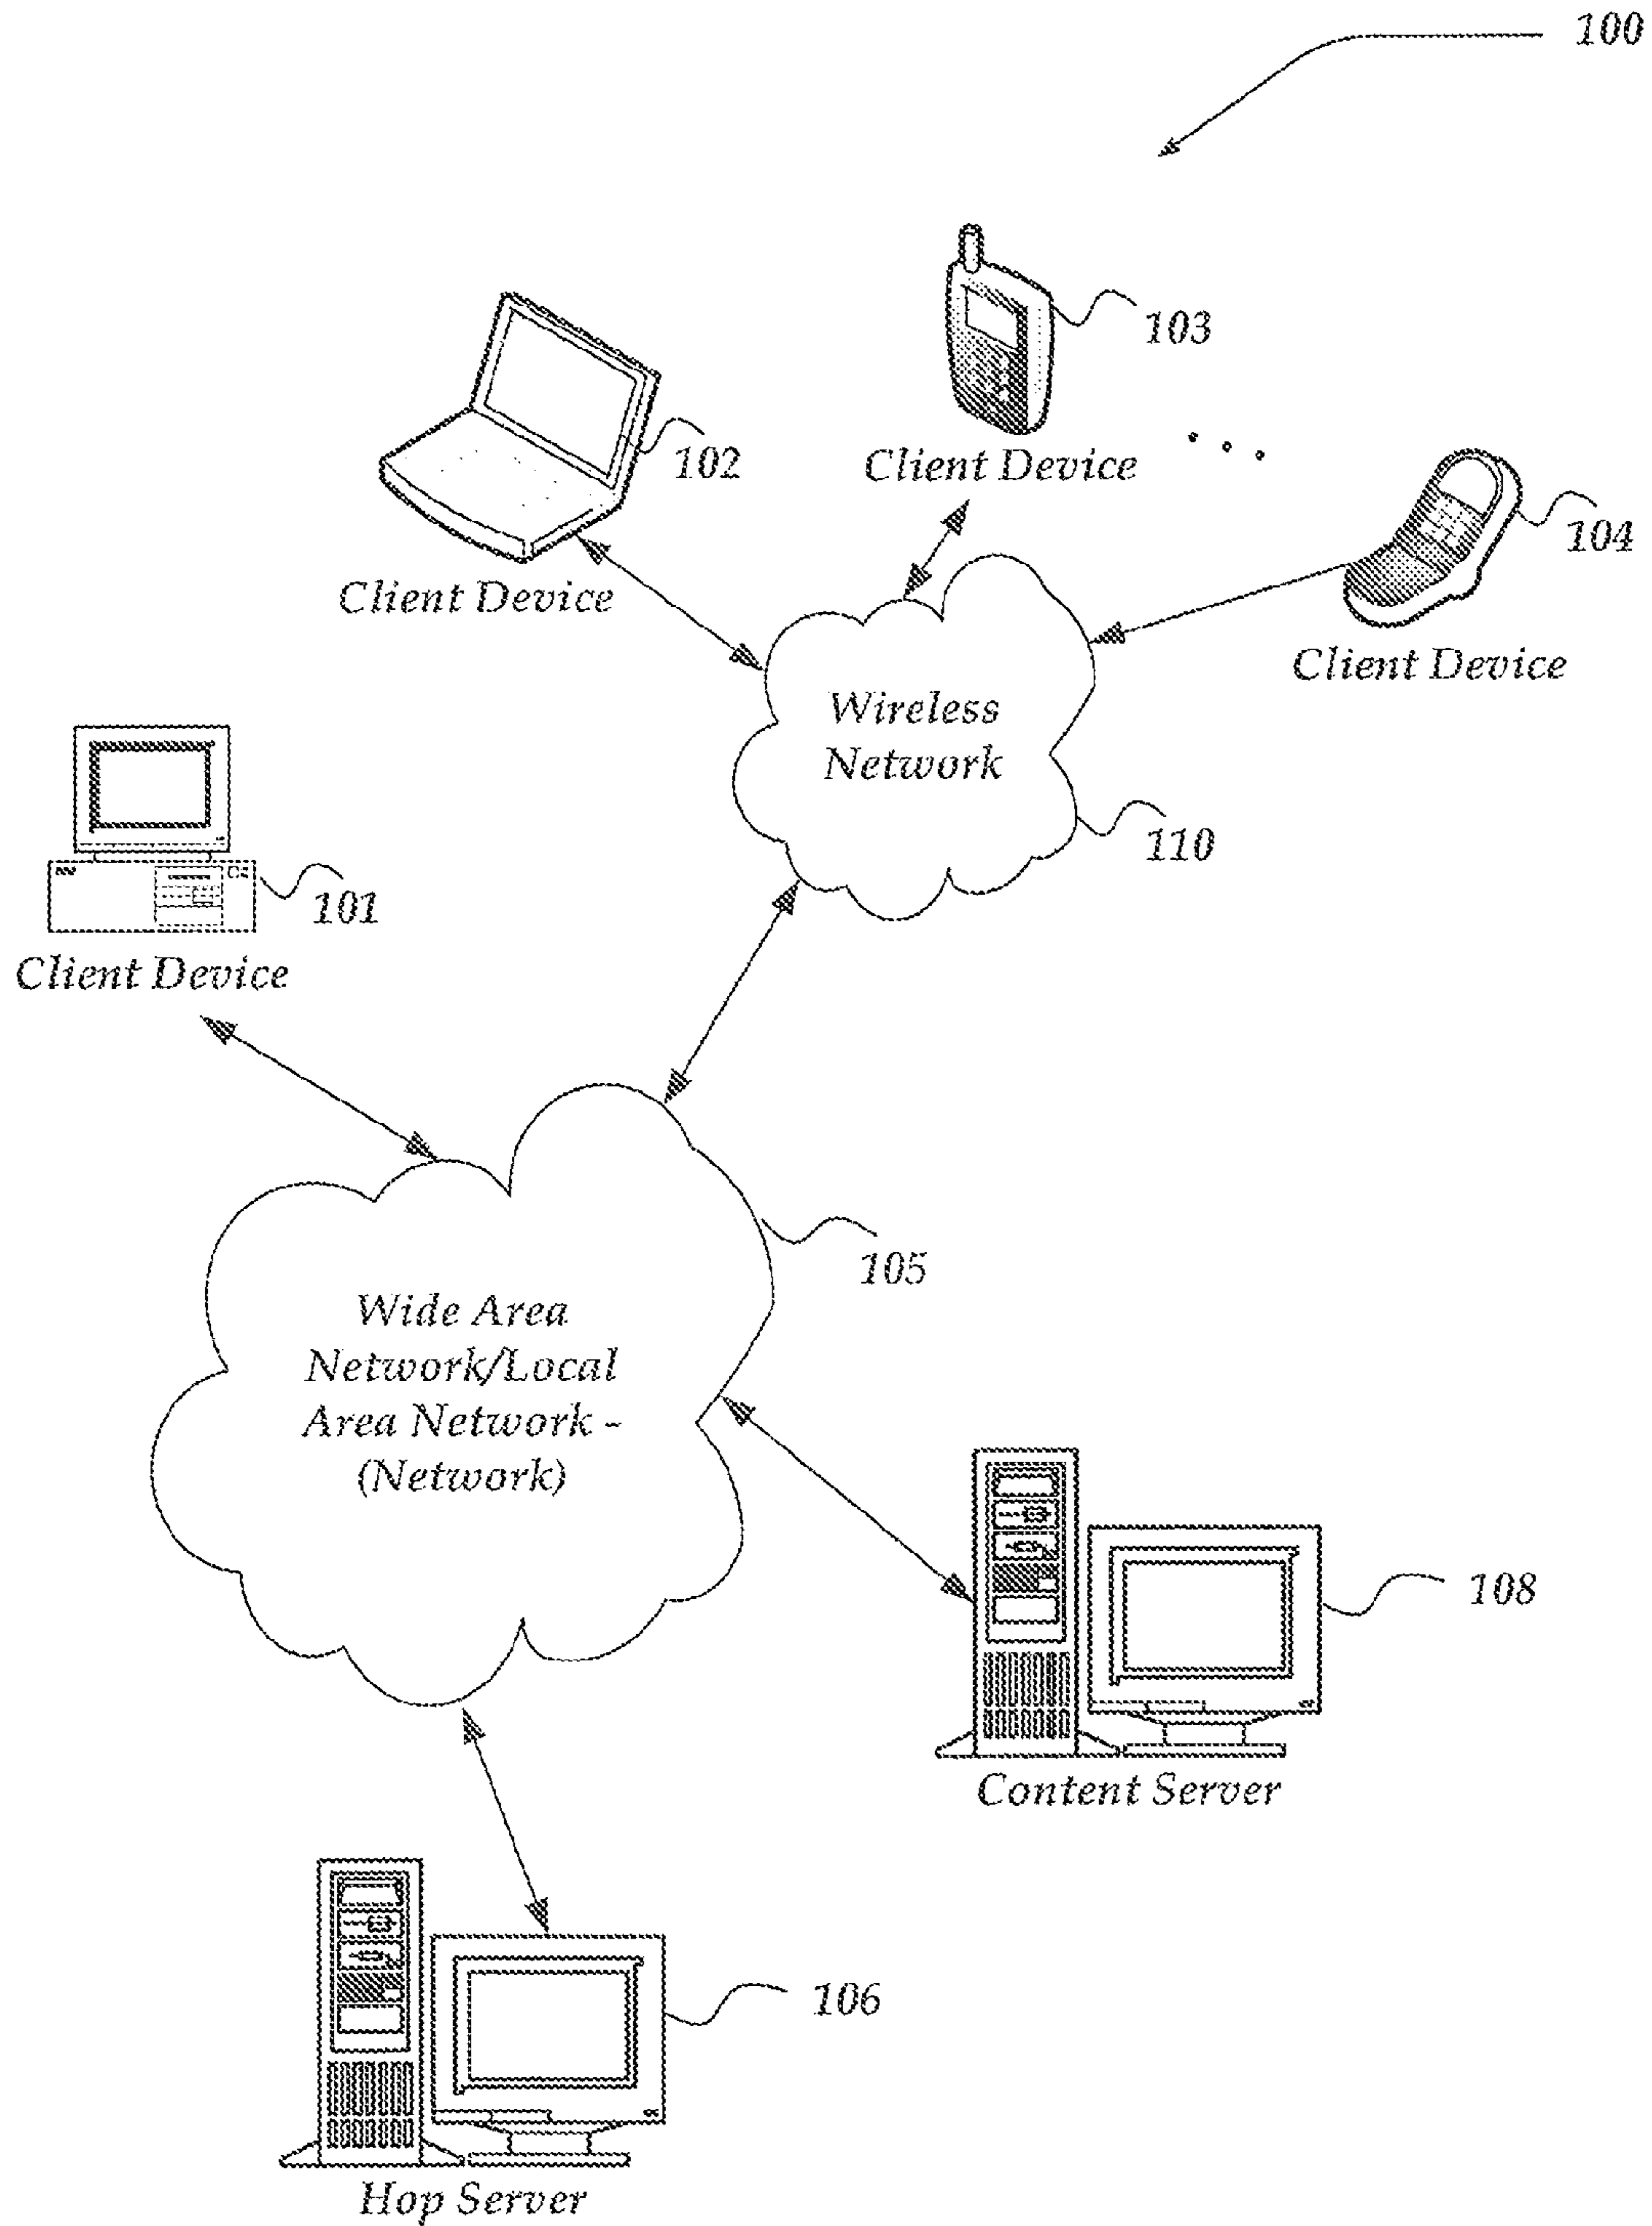 100
103
102
Client Device
104
Client Device
Client Device
Wireless
Network
110
101
Client Device
105
Wide Area
Network/Local
Area Network -
(Network)
108
Content Server
106
Hop Server